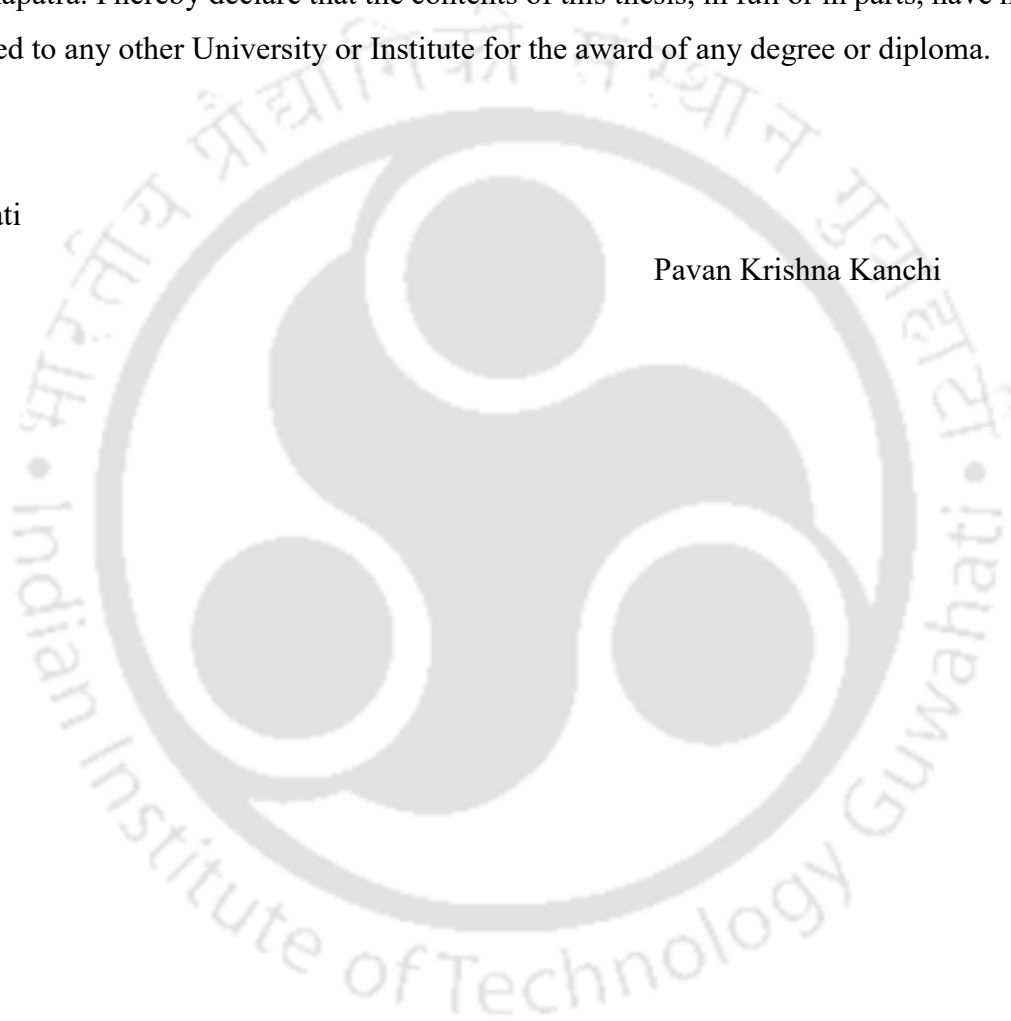 apatra. I hereby declare that the contents of this thesis, in full or in parts, have
ed to any other University or Institute for the award of any degree or diploma.
ati
Pavan Krishna Kanchi
भारतीय प्रौद्योगिकी संस्थान गुवाहाटी
Indian Institute of Technology Guwahati